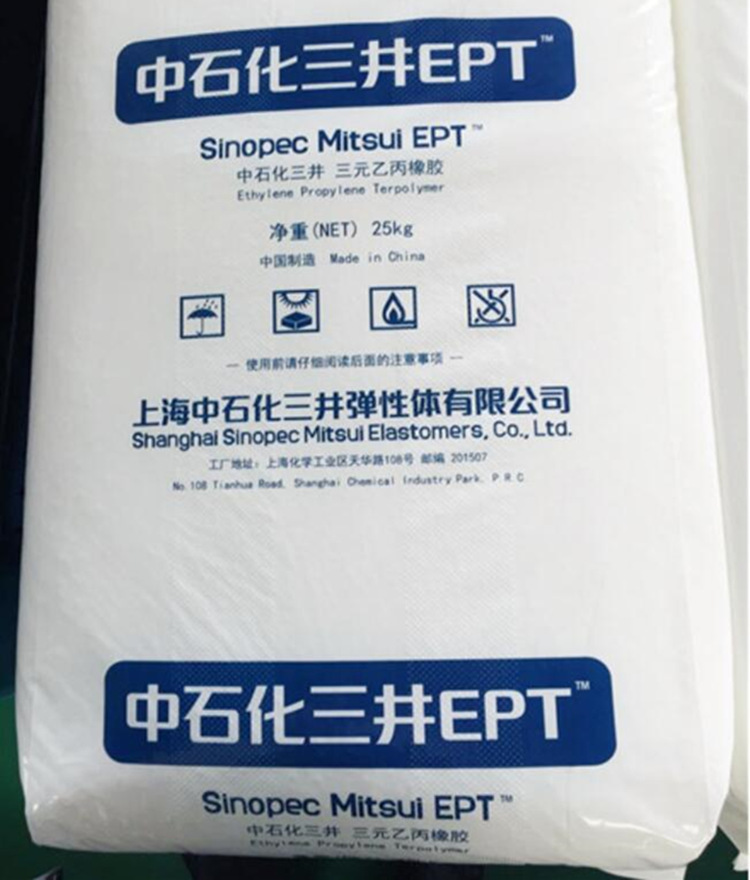 中石化三井EPT™
Sinopec Mitsui EPT™
中石化三井 三元乙丙橡胶
Ethylene Propylene Terpolymer
净重(NET) 25kg
中国制造 Made in China
— 使用前请仔细阅读后面的注意事项 —
上海中石化三井弹性体有限公司
Shanghai Sinopec Mitsui Elastomers, Co., Ltd.
工厂地址: 上海化学工业区天华路108号 邮编 201507
No.108 Tianhua Road, Shanghai Chemical Industry Park, P R C
中石化三井EPT™
Sinopec Mitsui EPT™
中石化三井 三元乙丙橡胶
Ethylene Propylene Terpolymer